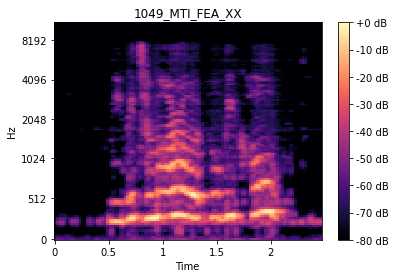 1049_MTI_FEA_XX
+0 dB
8192
-10 dB
4096
-20 dB
-30 dB
2048
Hz
-40 dB
1024
-50 dB
512
-60 dB
-70 dB
0
-80 dB
0 0.5 1 1.5 2
Time